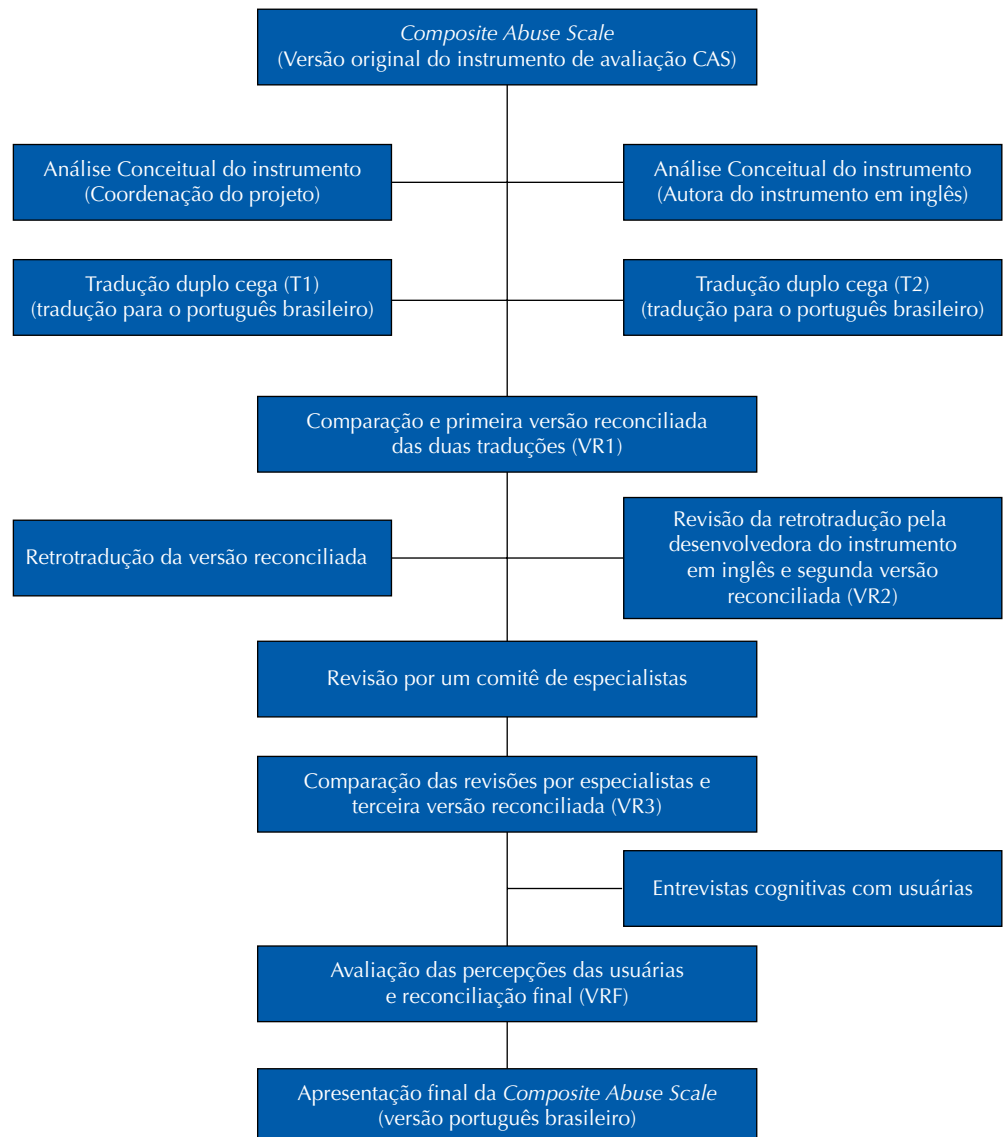 Composite Abuse Scale
(Versão original do instrumento de avaliação CAS)
Análise Conceitual do instrumento
(Coordenação do projeto)
Análise Conceitual do instrumento
(Autora do instrumento em inglês)
Tradução duplo cega (T1)
(tradução para o português brasileiro)
Tradução duplo cega (T2)
(tradução para o português brasileiro)
Comparação e primeira versão reconciliada
das duas traduções (VR1)
Retrotradução da versão reconciliada
Revisão da retrotradução pela
desenvolvedora do instrumento
em inglês e segunda versão
reconciliada (VR2)
Revisão por um comitê de especialistas
Comparação das revisões por especialistas e
terceira versão reconciliada (VR3)
Entrevistas cognitivas com usuárias
Avaliação das percepções das usuárias
e reconciliação final (VRF)
Apresentação final da Composite Abuse Scale
(versão português brasileiro)